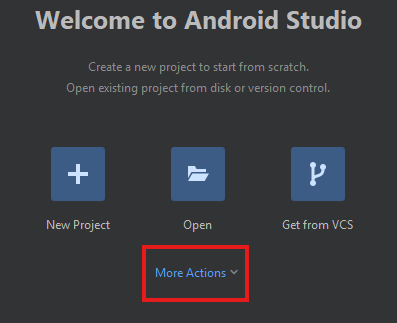 Welcome to Android Studio
Create a new project to start from scratch.
Open existing project from disk or version control.
New Project
Open
Get from VCS
More Actions